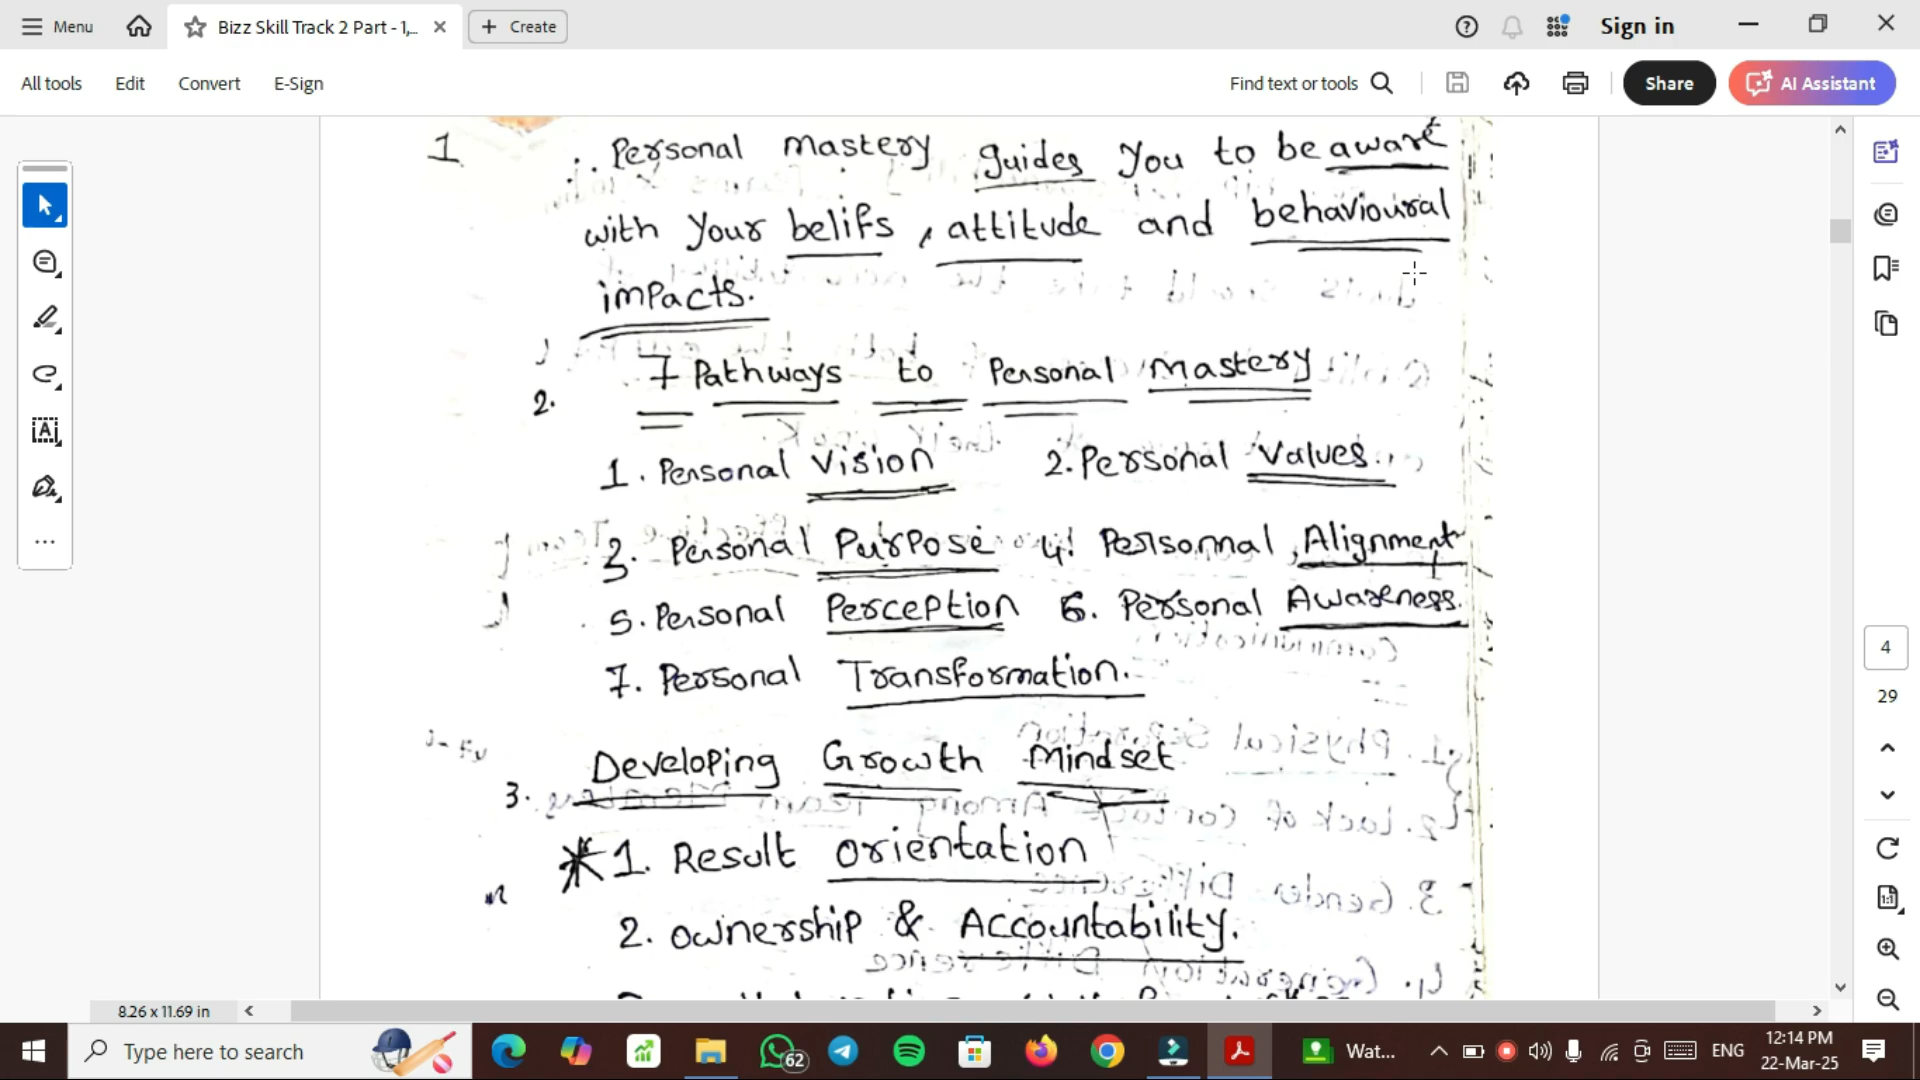 Menu
Bizz Skill Track 2 Part - 1,...
Create
Sign in
All tools
Edit
Convert
E-Sign
Find text or tools
Share
AI Assistant
1 ∴ Personal mastery guides You to be aware
with Your belifs, attitude and behavioural
impacts.
2. 7 Pathways to Personal Mastery
1. Personal Vision 2. Personal Values.
3. Personal Purpose 4. Personnal Alignment
5. Personal Perception 6. Personal Awareness.
7. Personal Transformation.
3. Developing Growth Mindset
*1. Result orientation
2. ownership & Accountability.
4
29
8.26 x 11.69 in
Type here to search
62
Wat...
ENG
12:14 PM
22-Mar-25